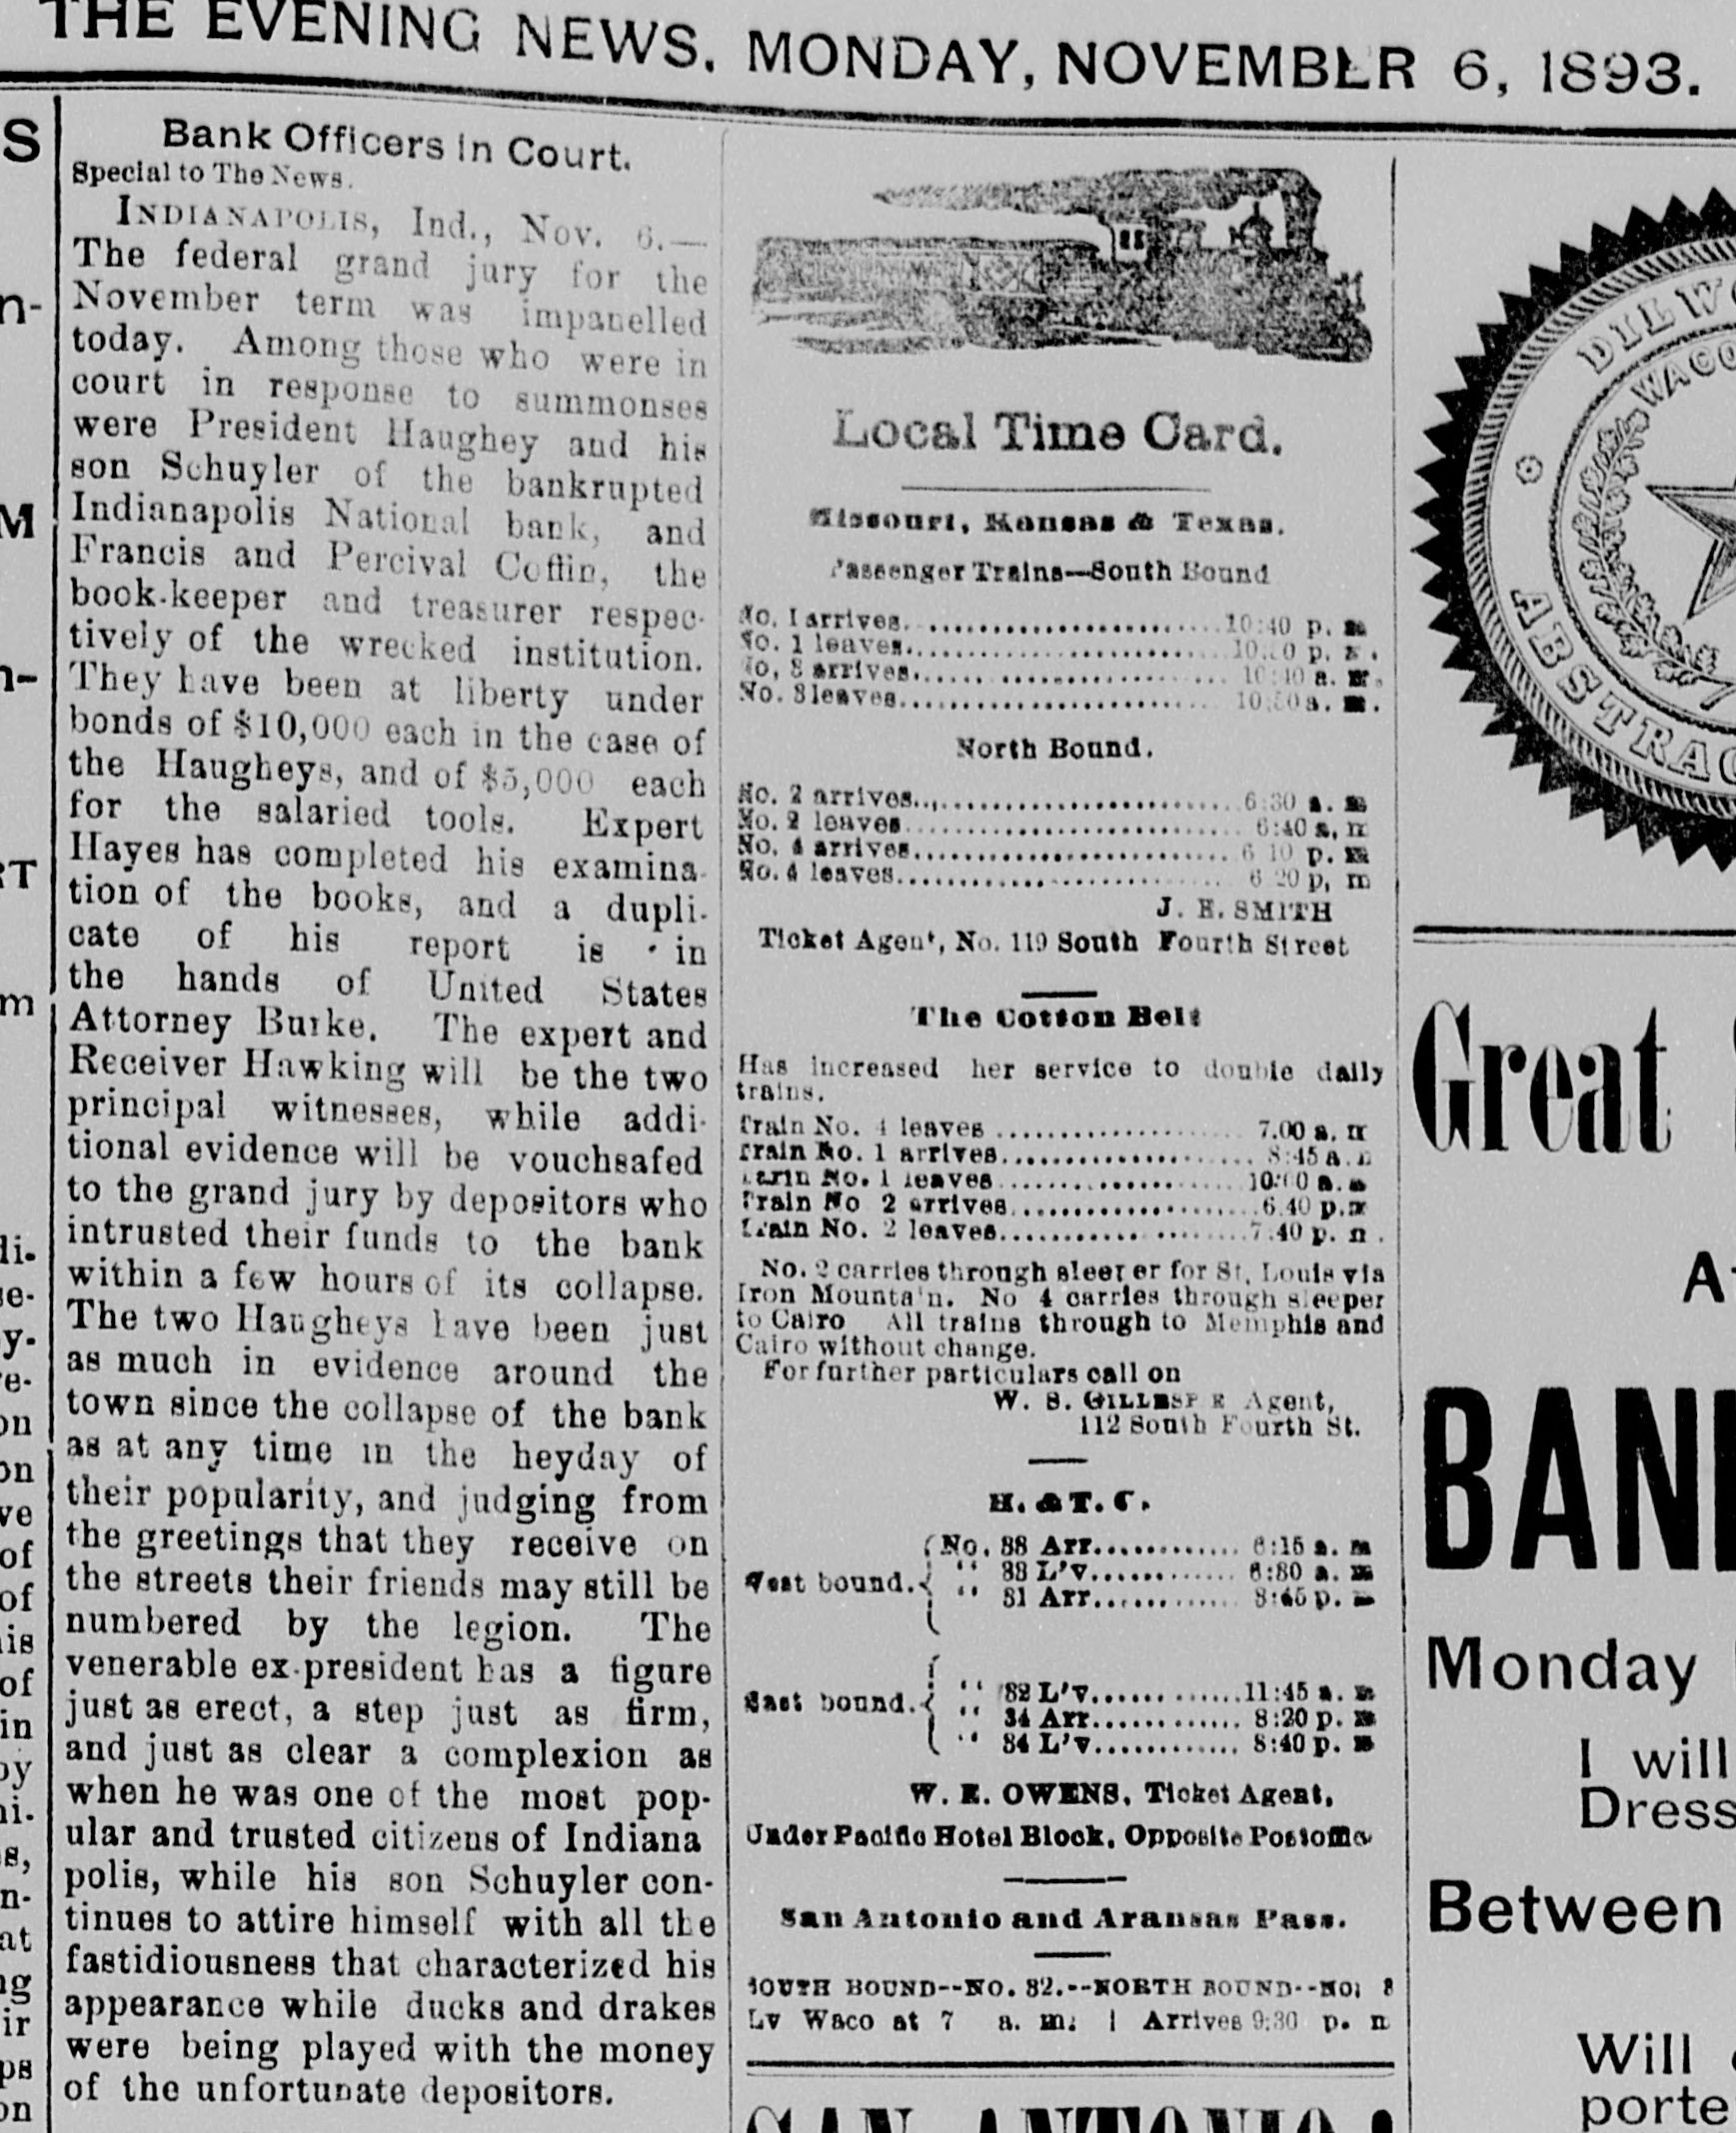 THE EVENING NEWS, MONDAY, NOVEMBER 6, 1893.
Bank Officers in Court.
Special to The News.
INDIANAPOLIS, Ind., Nov. 6.—
The federal grand jury for the
November term was impanelled
today. Among those who were in
court in response to summonses
were President Haughey and his
son Schuyler of the bankrupted
Indianapolis National bank, and
Francis and Percival Coffin, the
book-keeper and treasurer respec-
tively of the wrecked institution.
They have been at liberty under
bonds of $10,000 each in the case of
the Haugheys, and of $5,000 each
for the salaried tools. Expert
Hayes has completed his examina-
tion of the books, and a dupli-
cate of his report is in
the hands of United States
Attorney Burke. The expert and
Receiver Hawking will be the two
principal witnesses, while addi-
tional evidence will be vouchsafed
to the grand jury by depositors who
intrusted their funds to the bank
within a few hours of its collapse.
The two Haugheys have been just
as much in evidence around the
town since the collapse of the bank
as at any time in the heyday of
their popularity, and judging from
the greetings that they receive on
the streets their friends may still be
numbered by the legion. The
venerable ex-president has a figure
just as erect, a step just as firm,
and just as clear a complexion as
when he was one of the most pop-
ular and trusted citizens of Indiana
polis, while his son Schuyler con-
tinues to attire himself with all the
fastidiousness that characterized his
appearance while ducks and drakes
were being played with the money
of the unfortunate depositors.
Local Time Card.
Missouri, Kansas & Texas.
Passenger Trains—South Bound
No. 1 arrives. 10:40 p. m
No. 1 leaves. p. m.
No, 3 arrives. 10:40 a. m.
No. 3 leaves. 10:50 a. m.
North Bound.
No. 2 arrives. 6:30 a. m
No. 2 leaves. 6:40 a, m
No. 4 arrives. 6 10 p. m
No. 4 leaves. 6 20 p, m
J. E. SMITH
Ticket Agent, No. 119 South Fourth Street
The Cotton Belt
Has increased her service to double daily
trains.
Train No. 4 leaves 7.00 a. m
Train No. 1 arrives. 8:45 a. m
No. 1 leaves 10:00 a. m
Train No 2 arrives. 6.40 p.m
Train No. 2 leaves. 7:40 p. m.
No. 2 carries through sleeper for St. Louis via
Iron Mountain. No 4 carries through sleeper
to Cairo All trains through to Memphis and
Cairo without change.
For further particulars call on
W. S. GILLESPIE Agent,
112 South Fourth St.
H. & T. C.
No. 38 Arr. 6:15 a. m
West bound. " 33 L'v. 6:30 a. m
" 31 Arr. 8:45 p. m
East bound. " 32 L'v. 11:45 a. m
" 34 Arr. 8:20 p. m
" 34 L'v. 8:40 p. m
W. E. OWENS, Ticket Agent,
Under Pacific Hotel Block, Opposite Postoffice
San Antonio and Aransas Pass.
SOUTH BOUND--NO. 82.--NORTH BOUND--NO; 8
Lv Waco at 7 a. m: | Arrives 9:30 p. m
SAN ANTONIO!
ABSTRAC
WACO
Great
BAN
Monday
I will
Dress
Between
Will
porte